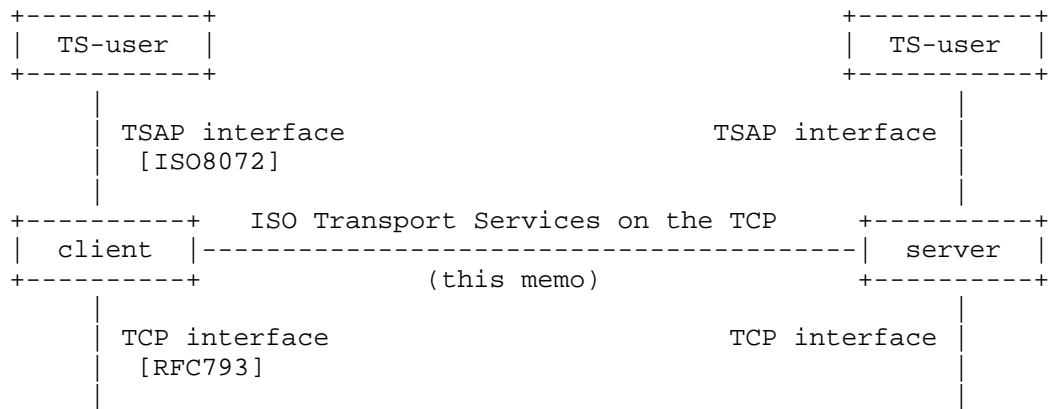 TS-user TS-user
TSAP interface TSAP interface
[ISO8072]
ISO Transport Services on the TCP
client server
(this memo)
TCP interface TCP interface
[RFC793]